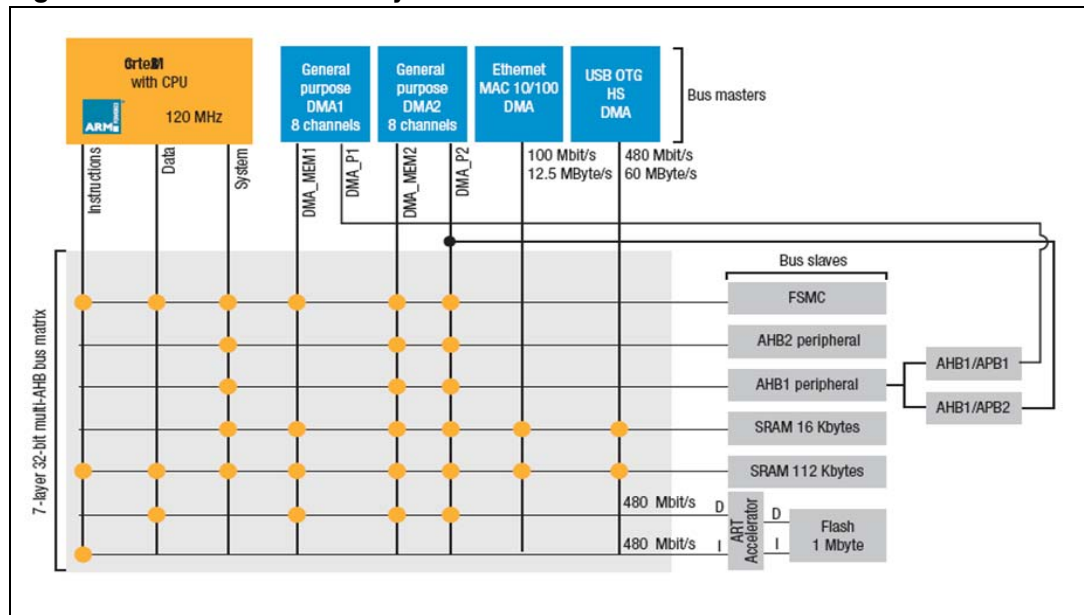 with CPU
ARM
120 MHz
General
purpose
DMA1
8 channels
General
purpose
DMA2
8 channels
Ethernet
MAC 10/100
DMA
USB OTG
HS
DMA
Bus masters
Instructions
Data
System
DMA_MEM1
DMA_P1
DMA_MEM2
DMA_P2
100 Mbit/s
12.5 MByte/s
480 Mbit/s
60 MByte/s
7-layer 32-bit multi-AHB bus matrix
Bus slaves
FSMC
AHB2 peripheral
AHB1 peripheral
AHB1/APB1
AHB1/APB2
SRAM 16 Kbytes
SRAM 112 Kbytes
480 Mbit/s
D
480 Mbit/s
I
ART
Accelerator
D
I
Flash
1 Mbyte